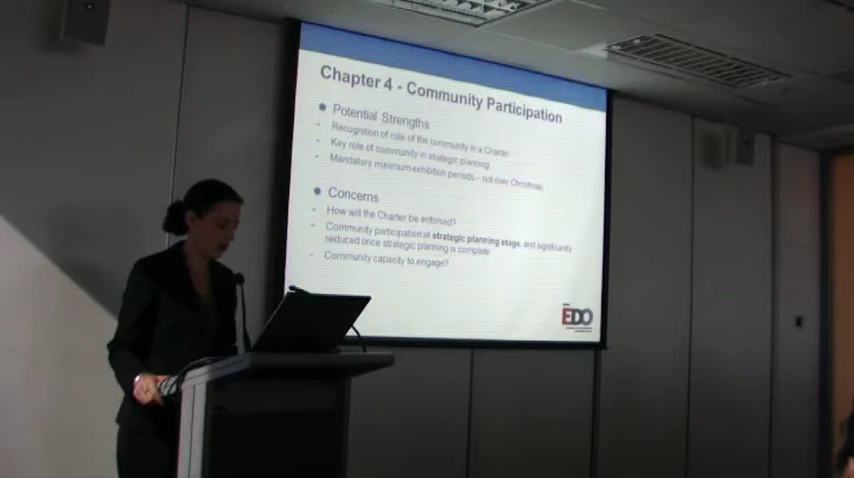 Chapter 4 - Community Participation
● Potential Strengths
- Recognition of role of the community in a Charter
- Key role of community in strategic planning
- Mandatory minimum exhibition periods – not over Christmas
● Concerns
- How will the Charter be enforced?
- Community participation at strategic planning stage, and significantly
reduced once strategic planning is complete
- Community capacity to engage?
EDO